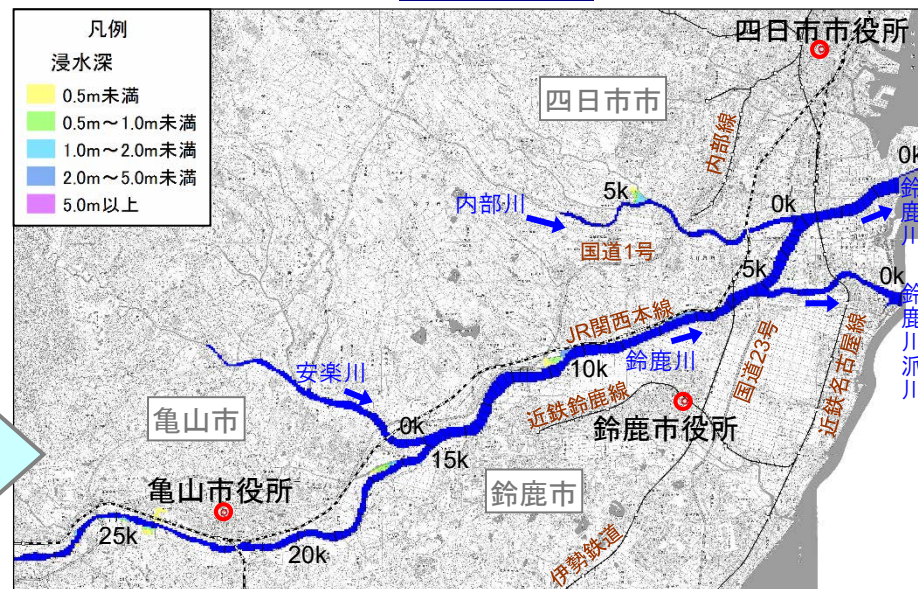 凡例
浸水深
0.5m未満
0.5m～1.0m未満
1.0m～2.0m未満
2.0m～5.0m未満
5.0m以上
四日市市役所
四日市市
内部線
0k
鈴鹿川
5k
内部川
0k
国道1号
5k
0k
鈴鹿川派川
JR関西本線
安楽川
10k
鈴鹿川
国道23号
近鉄名古屋線
近鉄鈴鹿線
亀山市
0k
鈴鹿市役所
15k
亀山市役所
鈴鹿市
25k
20k
伊勢鉄道